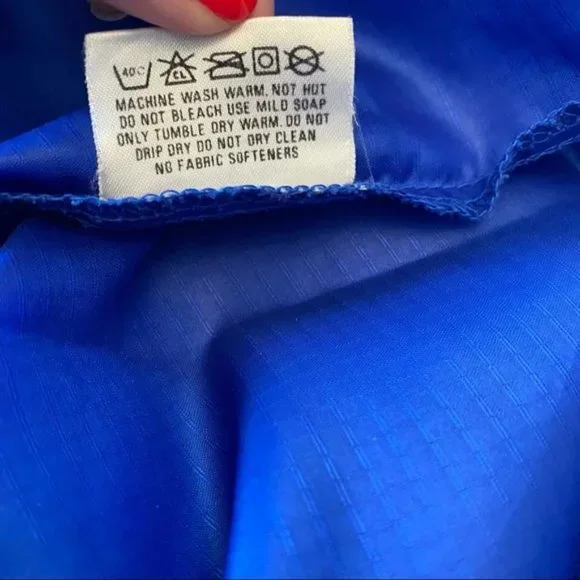 40C CL
MACHINE WASH WARM, NOT HOT
DO NOT BLEACH USE MILD SOAP
ONLY TUMBLE DRY WARM. DO NOT
DRIP DRY DO NOT DRY CLEAN
NO FABRIC SOFTENERS